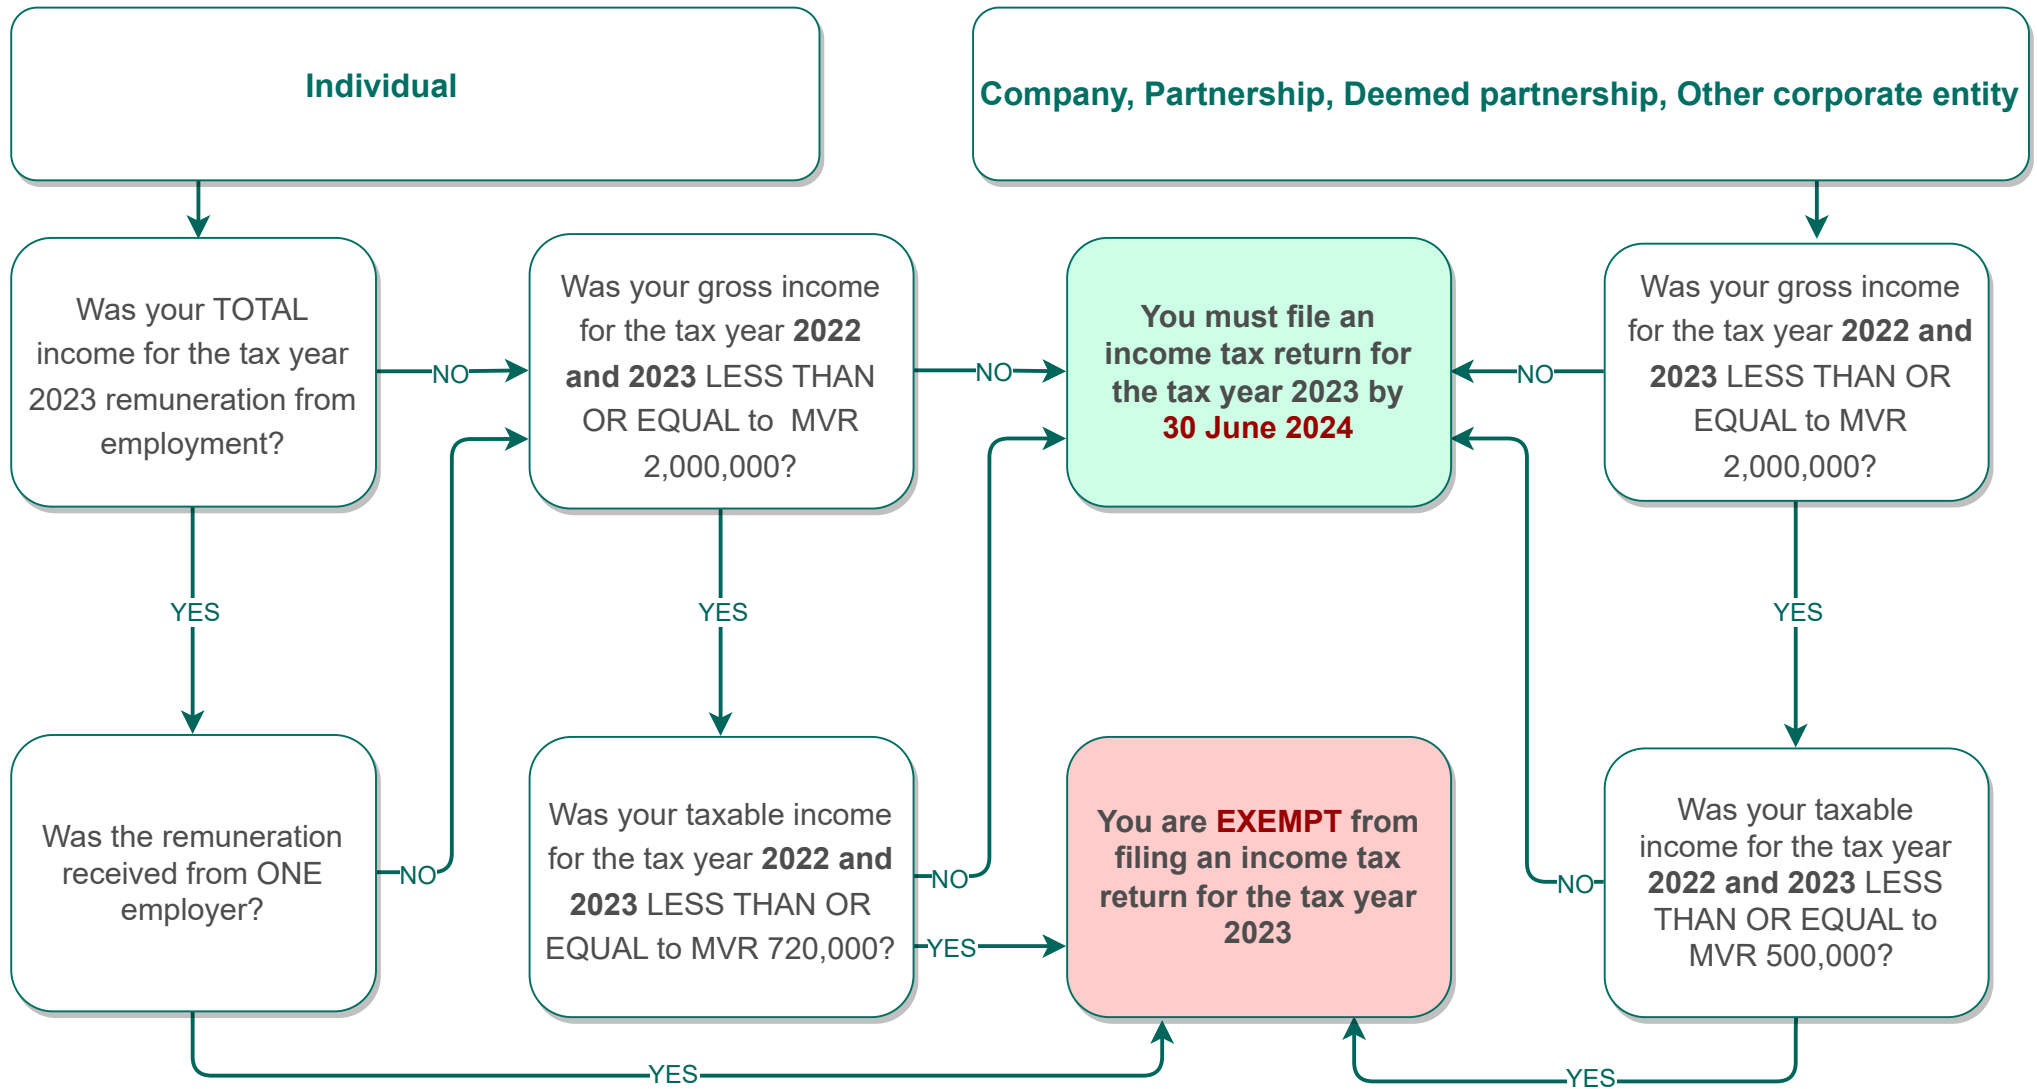 Individual
Company, Partnership, Deemed partnership, Other corporate entity
Was your TOTAL
income for the tax year
2023 remuneration from
employment?
NO
Was your gross income
for the tax year 2022
and 2023 LESS THAN
OR EQUAL to  MVR
2,000,000?
NO
You must file an
income tax return for
the tax year 2023 by
30 June 2024
NO
Was your gross income
for the tax year 2022 and
2023 LESS THAN OR
EQUAL to MVR
2,000,000?
YES
YES
YES
Was the remuneration
received from ONE
employer?
NO
Was your taxable income
for the tax year 2022 and
2023 LESS THAN OR
EQUAL to MVR 720,000?
NO
YES
You are EXEMPT from
filing an income tax
return for the tax year
2023
NO
Was your taxable
income for the tax year
2022 and 2023 LESS
THAN OR EQUAL to
MVR 500,000?
YES
YES